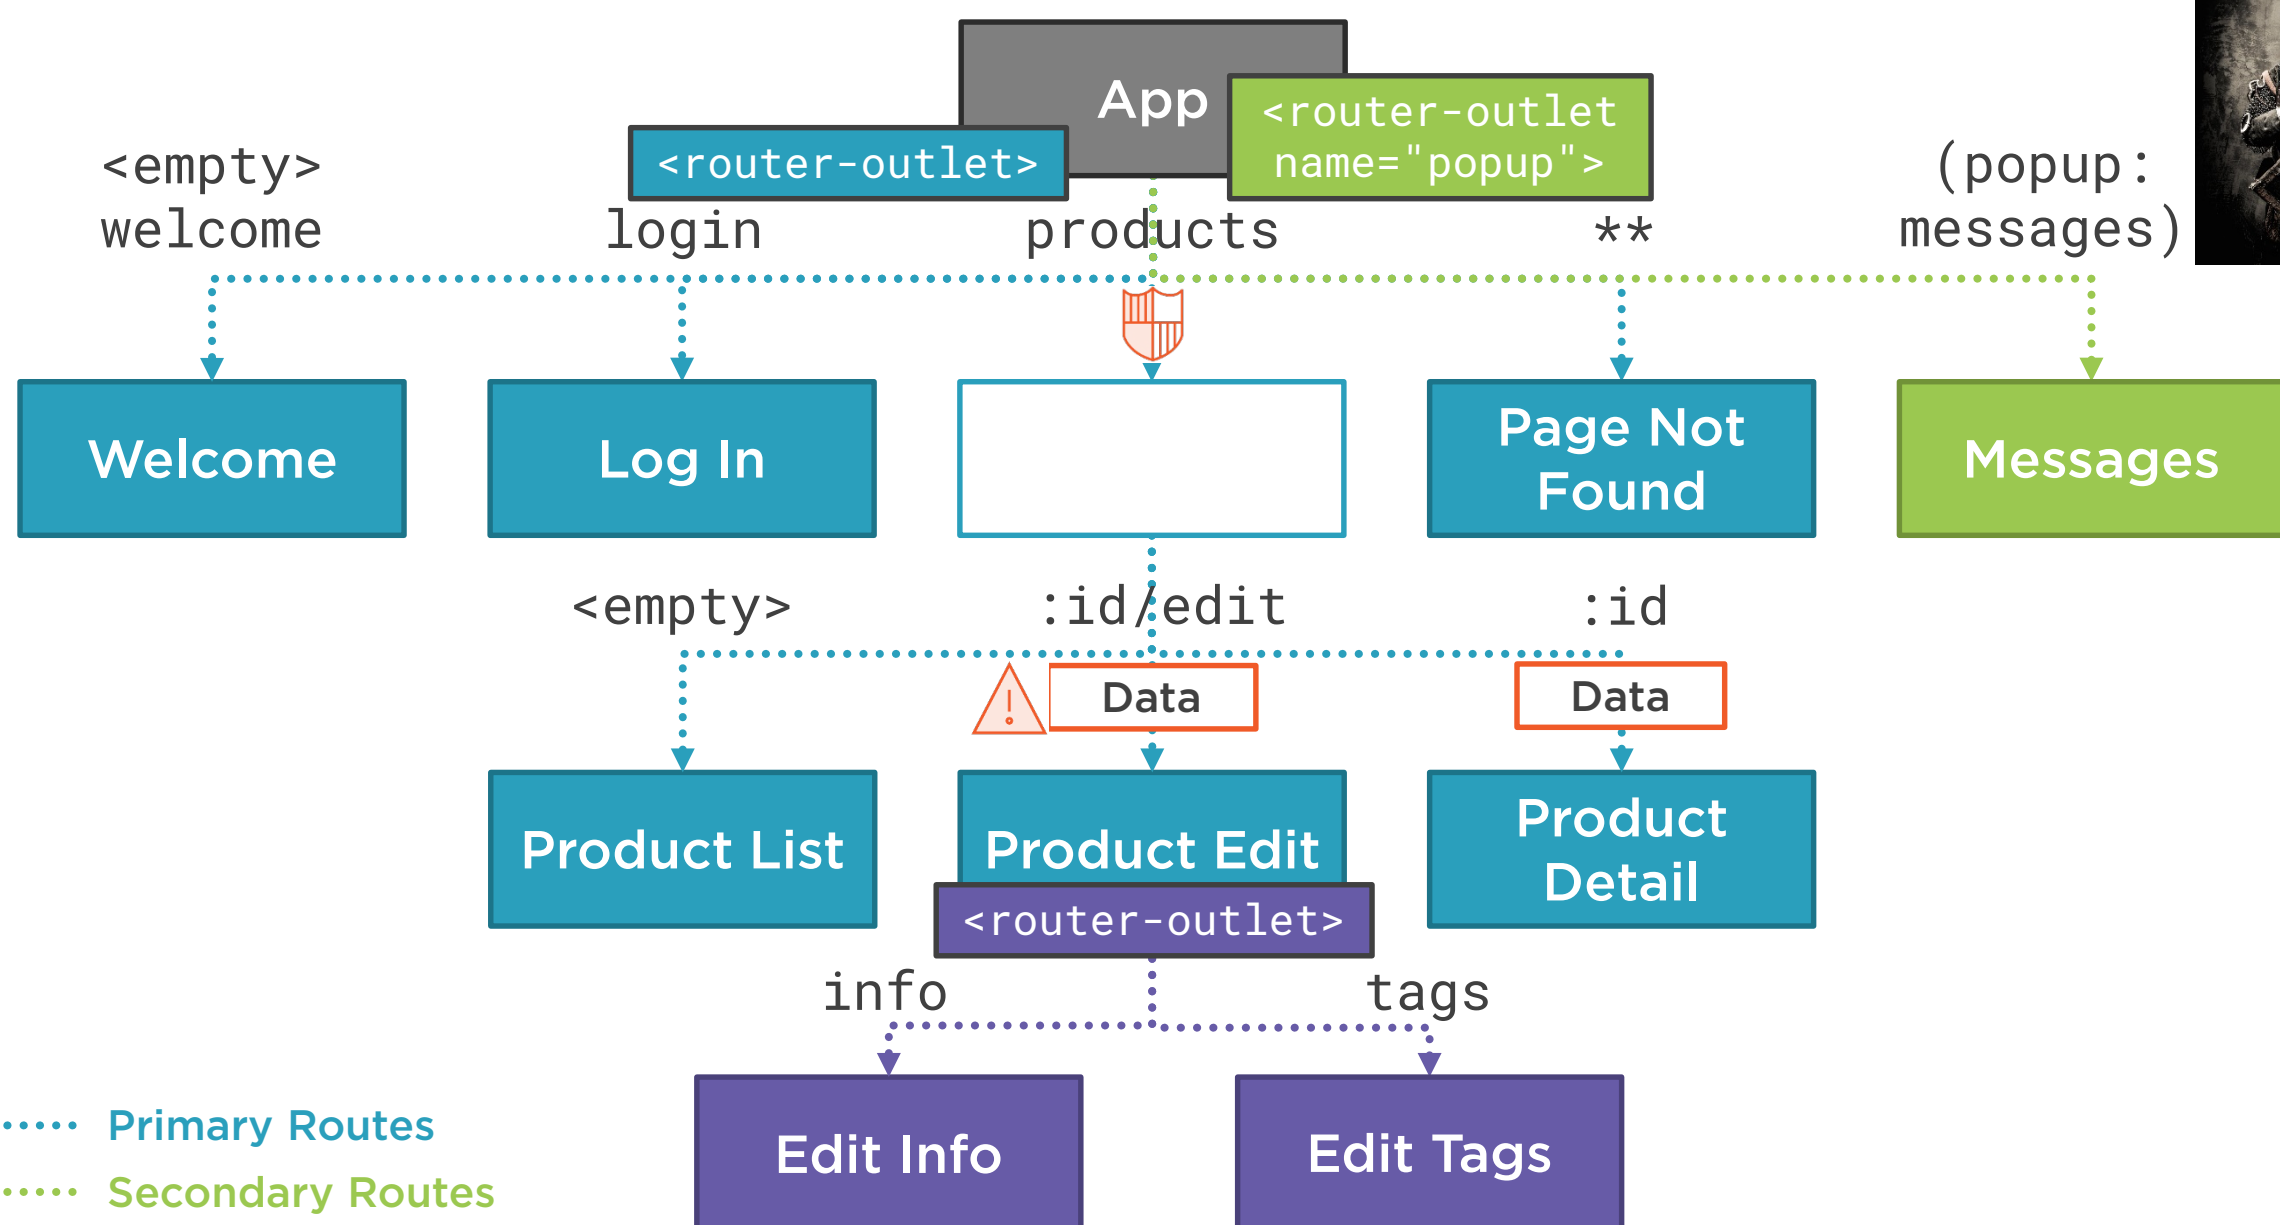 App
<router-outlet
name="popup">
<router-outlet>
<empty>
welcome
login
products
**
(popup:
messages)
Welcome
Log In
Page Not
Found
Messages
<empty>
:id/edit
:id
Data
Data
Product List
Product Edit
<router-outlet>
Product
Detail
info
tags
Edit Info
Edit Tags
Primary Routes
Secondary Routes